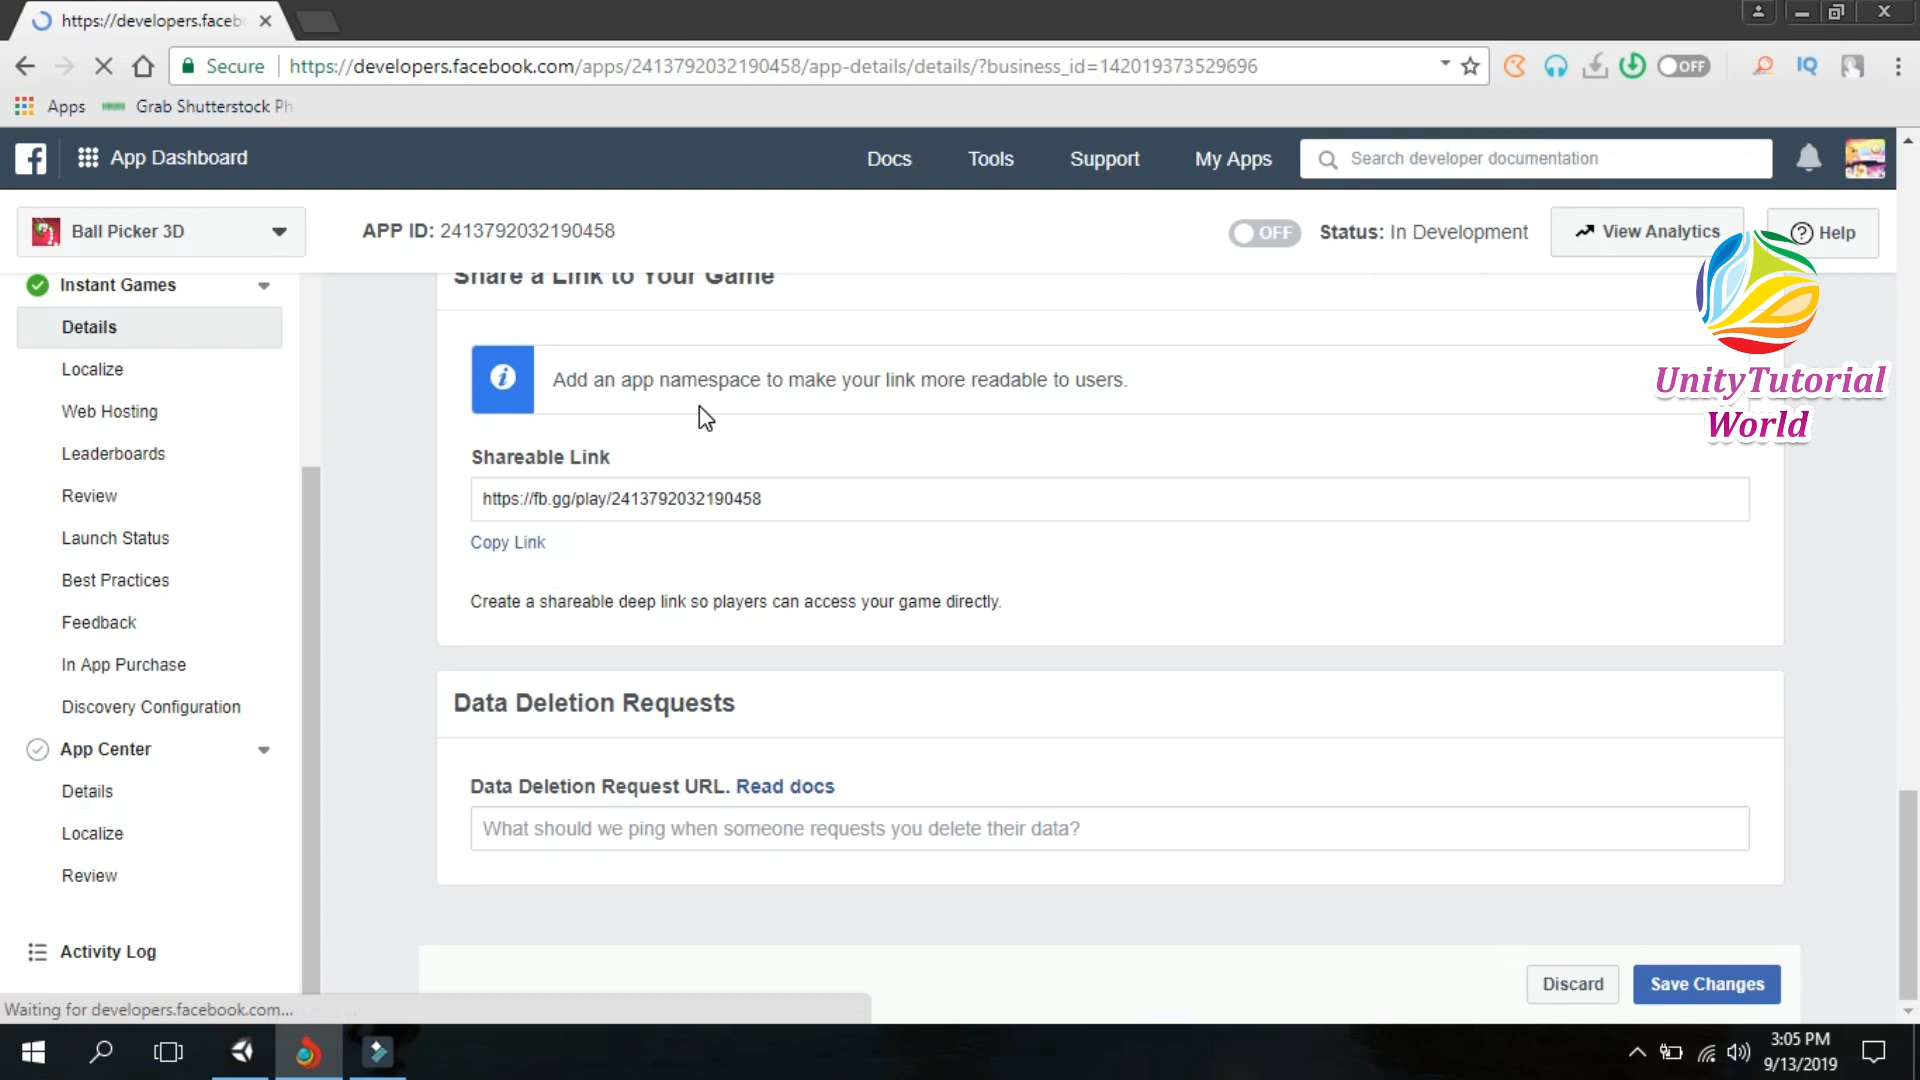 https://developers.faceb
Secure
https://developers.facebook.com/apps/2413792032190458/app-details/details/?business_id=142019373529696
OFF
IQ
Apps
Grab Shutterstock Ph
App Dashboard
Docs
Tools
Support
My Apps
Search developer documentation
Ball Picker 3D
APP ID: 2413792032190458
OFF
Status: In Development
View Analytics
Help
Instant Games
Details
Localize
Web Hosting
Leaderboards
Review
Launch Status
Best Practices
Feedback
In App Purchase
Discovery Configuration
App Center
Details
Localize
Review
Activity Log
Share a Link to Your Game
Add an app namespace to make your link more readable to users.
Shareable Link
https://fb.gg/play/2413792032190458
Copy Link
Create a shareable deep link so players can access your game directly.
Data Deletion Requests
Data Deletion Request URL. Read docs
What should we ping when someone requests you delete their data?
Discard
Save Changes
UnityTutorial
World
Waiting for developers.facebook.com...
3:05 PM
9/13/2019